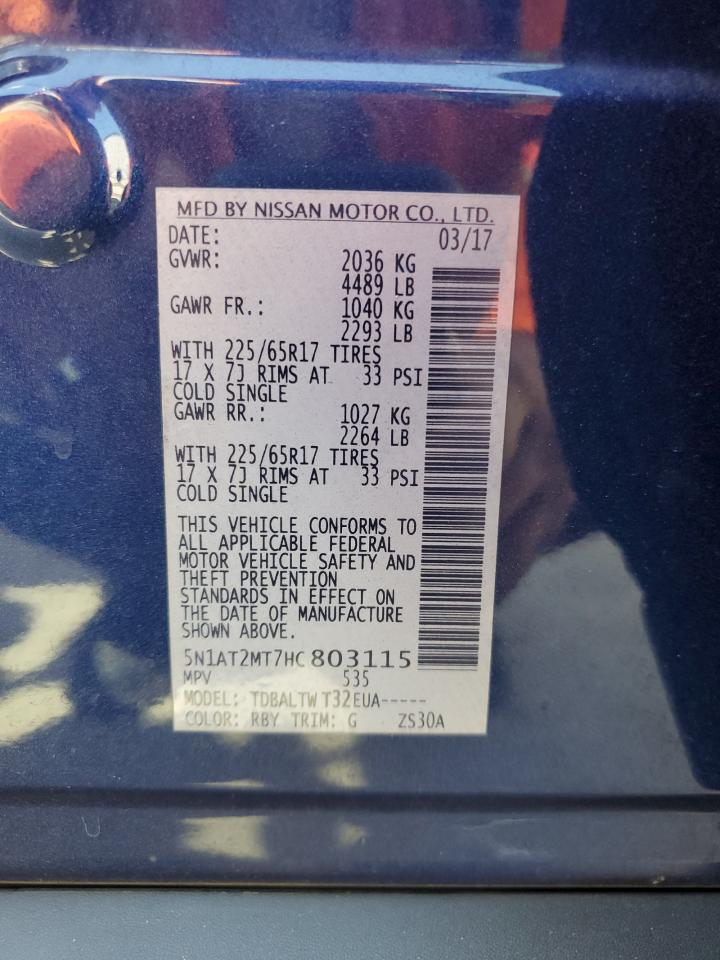 MFD BY NISSAN MOTOR CO., LTD.
DATE: 03/17
GVWR: 2036 KG
4489 LB
GAWR FR.: 1040 KG
2293 LB
WITH 225/65R17 TIRES
17 X 7J RIMS AT 33 PSI
COLD SINGLE
GAWR RR.: 1027 KG
2264 LB
WITH 225/65R17 TIRES
17 X 7J RIMS AT 33 PSI
COLD SINGLE
THIS VEHICLE CONFORMS TO
ALL APPLICABLE FEDERAL
MOTOR VEHICLE SAFETY AND
THEFT PREVENTION
STANDARDS IN EFFECT ON
THE DATE OF MANUFACTURE
SHOWN ABOVE.
5N1AT2MT7HC803115
MPV 535
MODEL: TDBALTW T32EUA-----
COLOR: RBY TRIM: G ZS30A